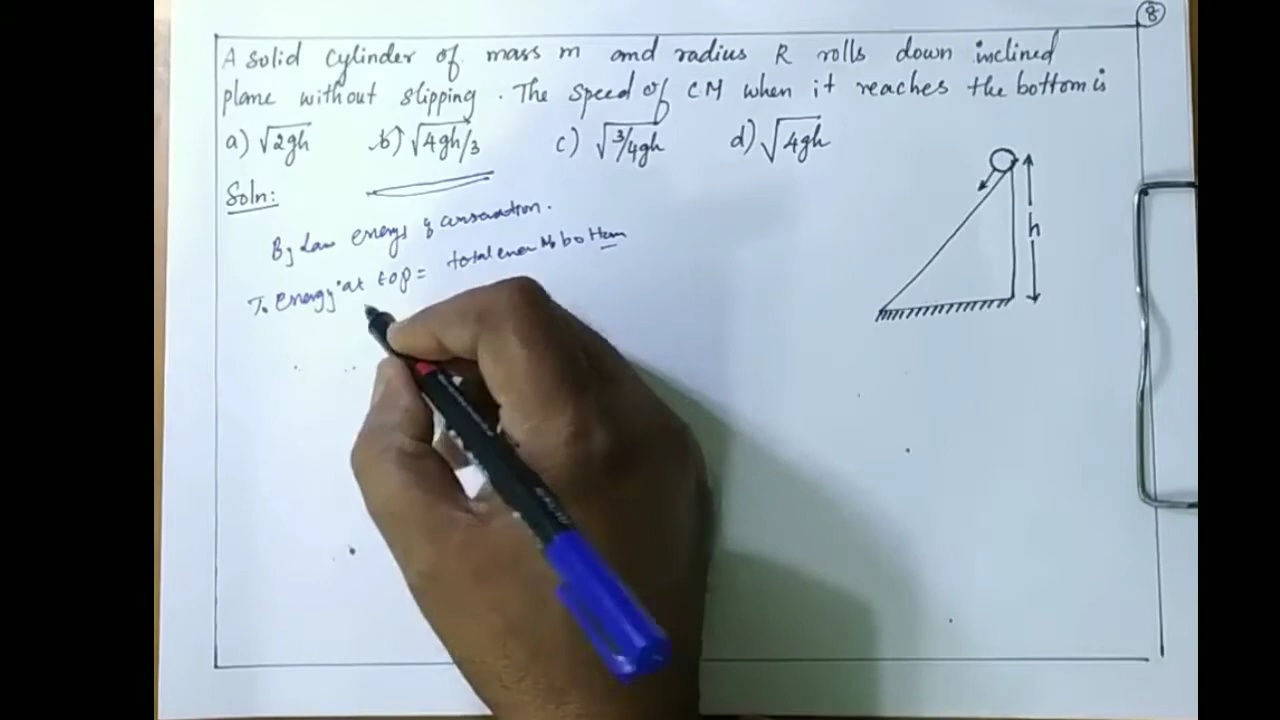 8
A solid cylinder of mass m and radius R rolls down inclined
plane without slipping. The speed of CM when it reaches the bottom is
a) √2gh b) √4gh/3 c) √3/4gh d) √4gh
Soln:
h
By Law energy of conservation.
T. energy at top = total ener bottom